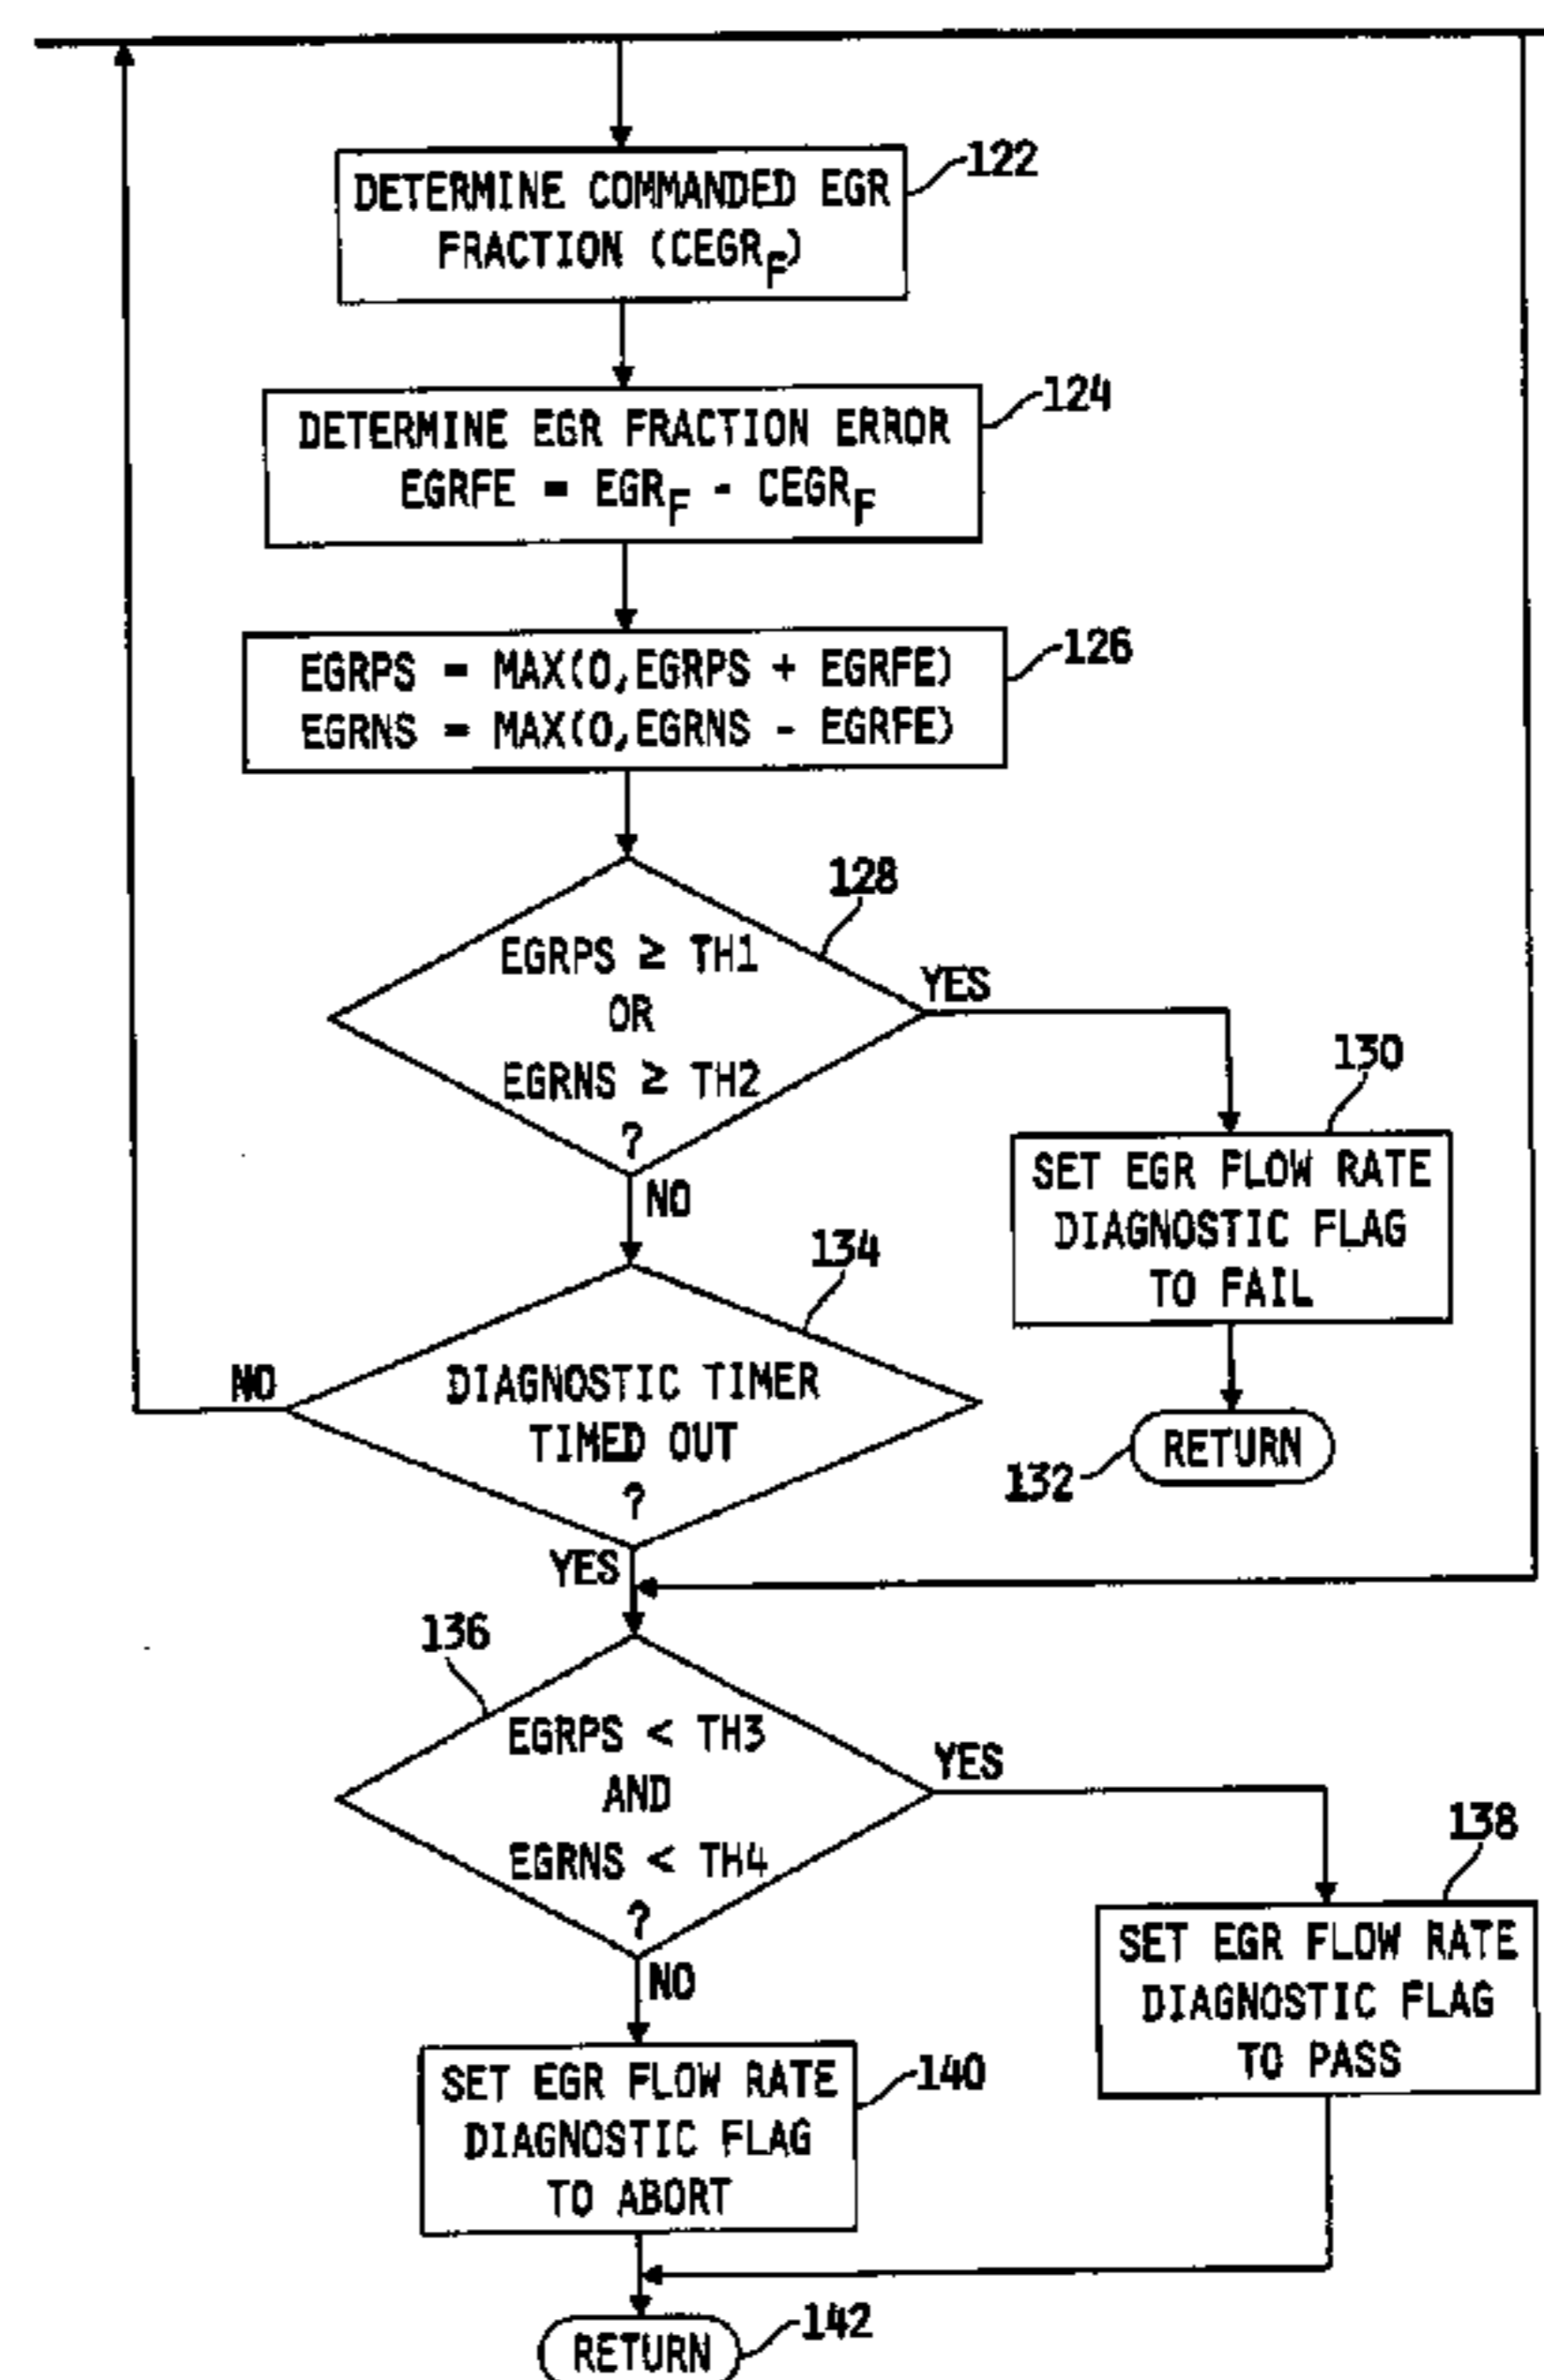 122
DETERMINE COMMANDED EGR
FRACTION (CEGR_F)
124
DETERMINE EGR FRACTION ERROR
EGRFE = EGR_F - CEGR_F
126
EGRPS = MAX(0,EGRPS + EGRFE)
EGRNS = MAX(0,EGRNS - EGRFE)
128
EGRPS ≥ TH1
OR
EGRNS ≥ TH2
?
YES
NO
130
SET EGR FLOW RATE
DIAGNOSTIC FLAG
TO FAIL
132
RETURN
134
DIAGNOSTIC TIMER
TIMED OUT
?
NO
YES
136
EGRPS < TH3
AND
EGRNS < TH4
?
YES
NO
138
SET EGR FLOW RATE
DIAGNOSTIC FLAG
TO PASS
140
SET EGR FLOW RATE
DIAGNOSTIC FLAG
TO ABORT
142
RETURN